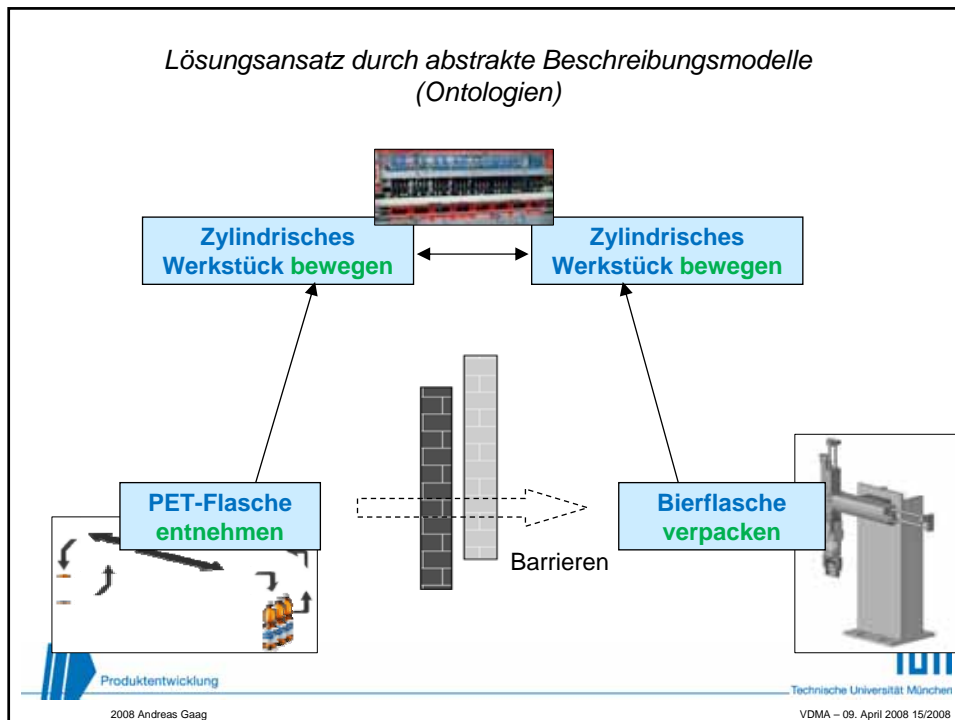 Lösungsansatz durch abstrakte Beschreibungsmodelle
(Ontologien)
Zylindrisches
Werkstück bewegen
Zylindrisches
Werkstück bewegen
PET-Flasche
entnehmen
Bierflasche
verpacken
Barrieren
Produktentwicklung
Technische Universität München
2008 Andreas Gaag
VDMA – 09. April 2008 15/2008